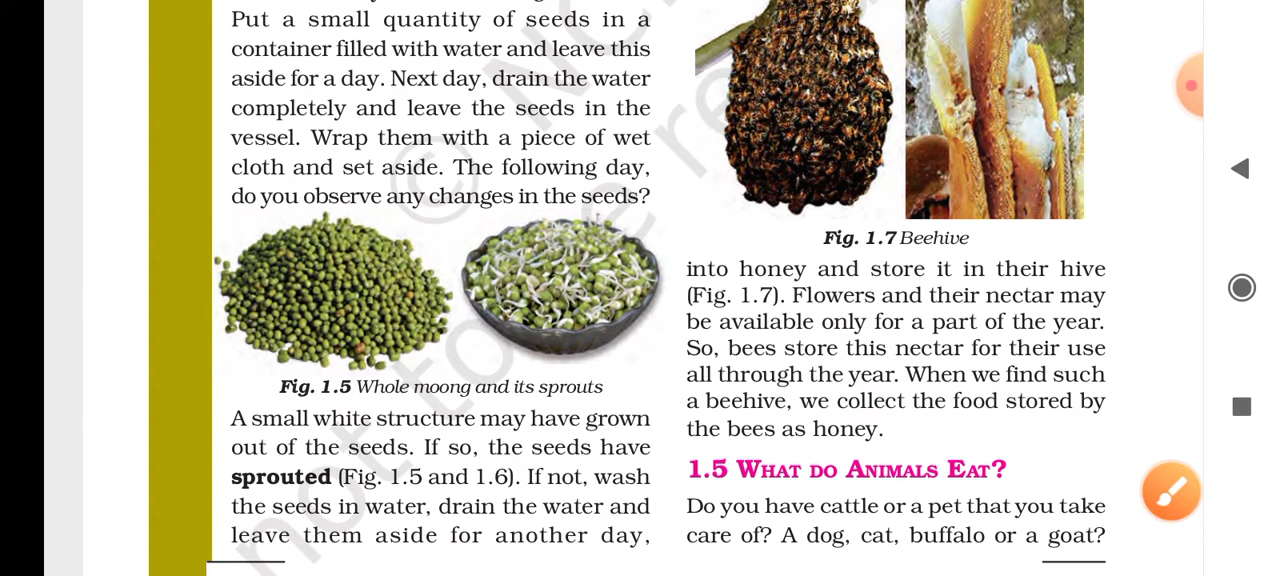 Put a small quantity of seeds in a
container filled with water and leave this
aside for a day. Next day, drain the water
completely and leave the seeds in the
vessel. Wrap them with a piece of wet
cloth and set aside. The following day,
do you observe any changes in the seeds?
Fig. 1.5 Whole moong and its sprouts
A small white structure may have grown
out of the seeds. If so, the seeds have
sprouted (Fig. 1.5 and 1.6). If not, wash
the seeds in water, drain the water and
leave them aside for another day,
Fig. 1.7 Beehive
into honey and store it in their hive
(Fig. 1.7). Flowers and their nectar may
be available only for a part of the year.
So, bees store this nectar for their use
all through the year. When we find such
a beehive, we collect the food stored by
the bees as honey.
1.5 WHAT DO ANIMALS EAT?
Do you have cattle or a pet that you take
care of? A dog, cat, buffalo or a goat?
not to be re